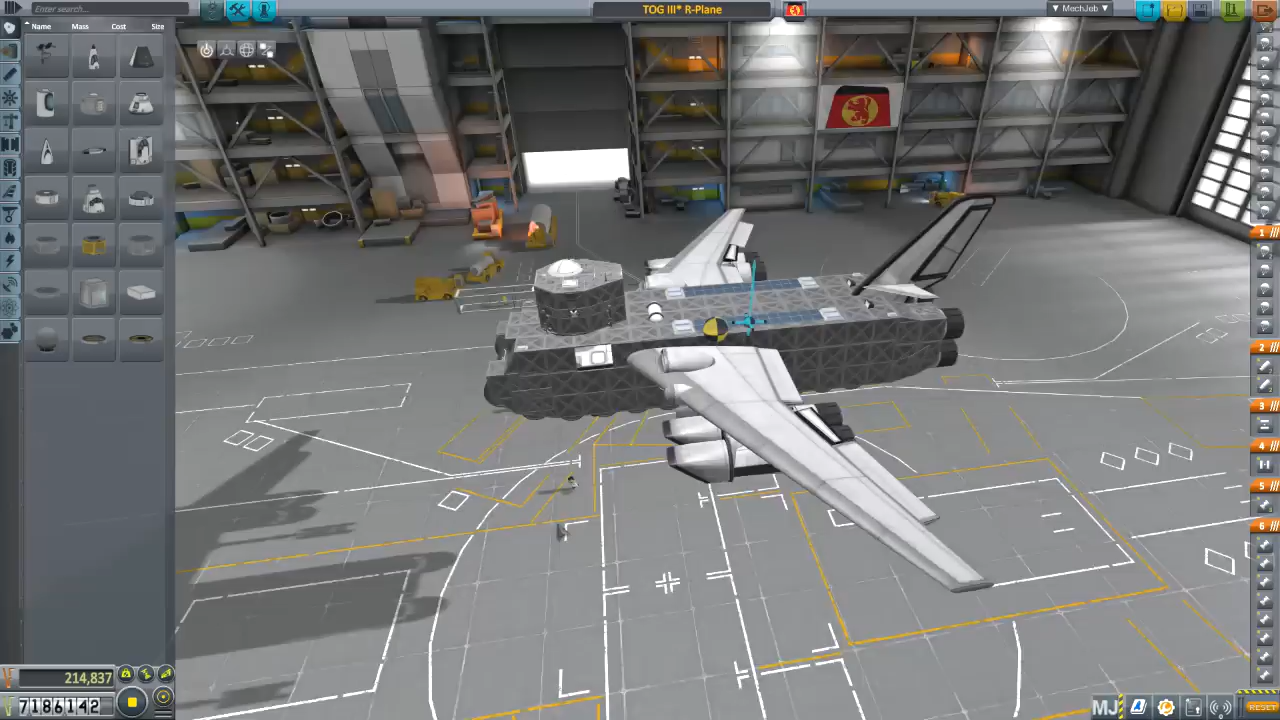 Enter search...
TOG III* R-Plane
▼ MechJeb ▼
Name Mass Cost Size
1
2
3
4
5
6
214,837
7186142
MJ
RESET